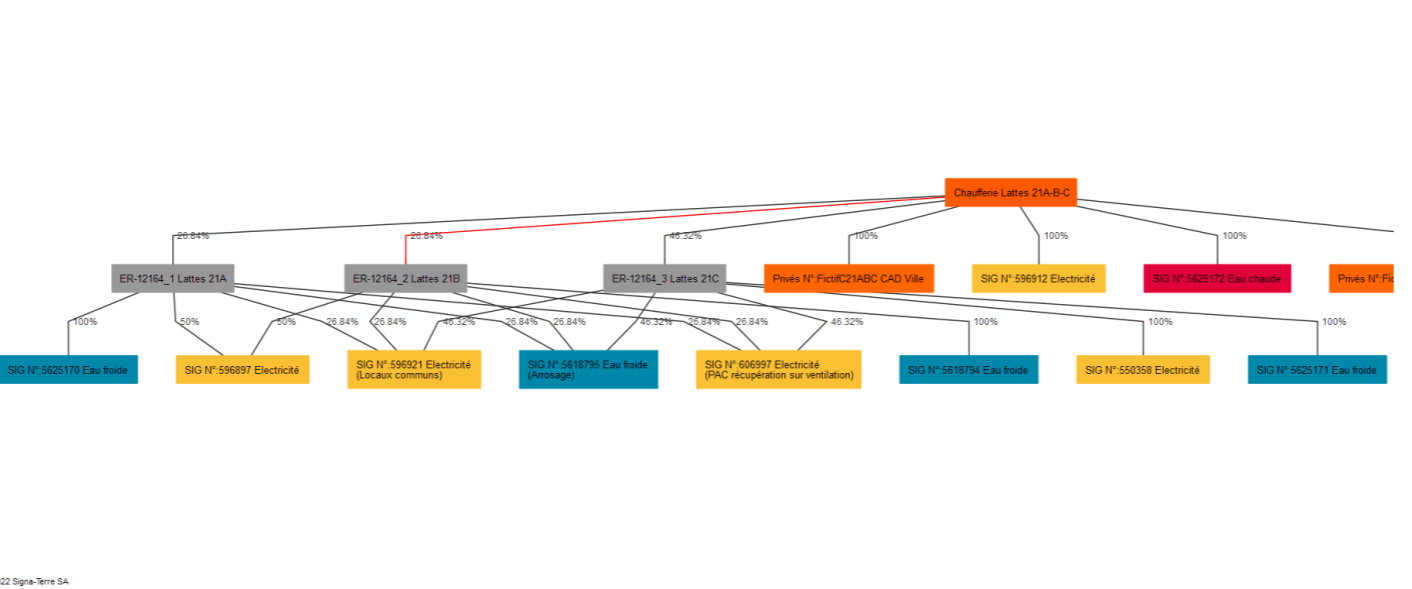 Chaufferie Lattes 21A-B-C
26.84%
26.84%
46.32%
100%
100%
100%
ER-12164_1 Lattes 21A
ER-12164_2 Lattes 21B
ER-12164_3 Lattes 21C
Privés N°:FictifC21ABC CAD Ville
SIG N°:596912 Electricité
SIG N°:5625172 Eau chaude
Privés N°:Fic
100%
50%
50%
26.84%
26.84%
46.32%
26.84%
26.84%
46.32%
26.84%
26.84%
46.32%
100%
100%
100%
SIG N°:5625170 Eau froide
SIG N°:596897 Electricité
SIG N°:596921 Electricité
(Locaux communs)
SIG N°:5618795 Eau froide
(Arrosage)
SIG N°:606997 Electricité
(PAC récupération sur ventilation)
SIG N°:5618794 Eau froide
SIG N°:550358 Electricité
SIG N°:5625171 Eau froide
22 Signa-Terre SA